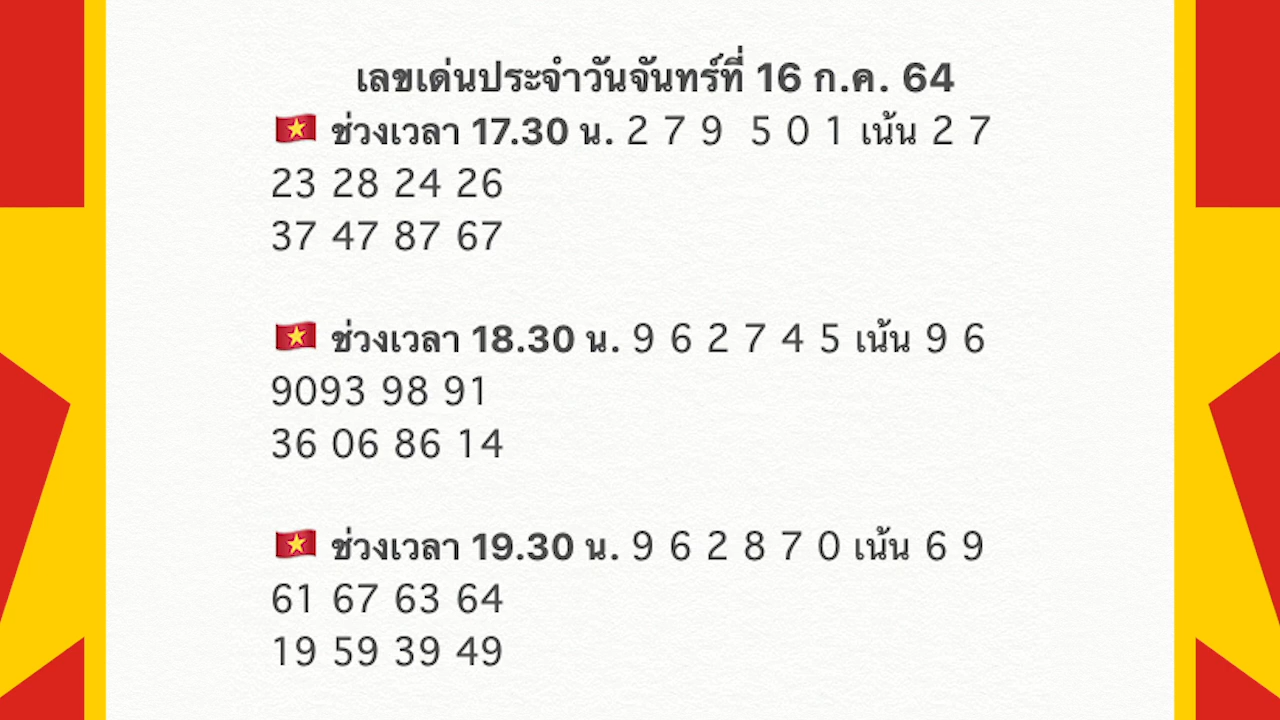 เลขเด่นประจำวันจันทร์ที่ 16 ก.ค. 64
🇻🇳 ช่วงเวลา 17.30 น. 2 7 9  5 0 1 เน้น 2 7
23 28 24 26
37 47 87 67
🇻🇳 ช่วงเวลา 18.30 น. 9 6 2 7 4 5 เน้น 9 6
9093 98 91
36 06 86 14
🇻🇳 ช่วงเวลา 19.30 น. 9 6 2 8 7 0 เน้น 6 9
61 67 63 64
19 59 39 49